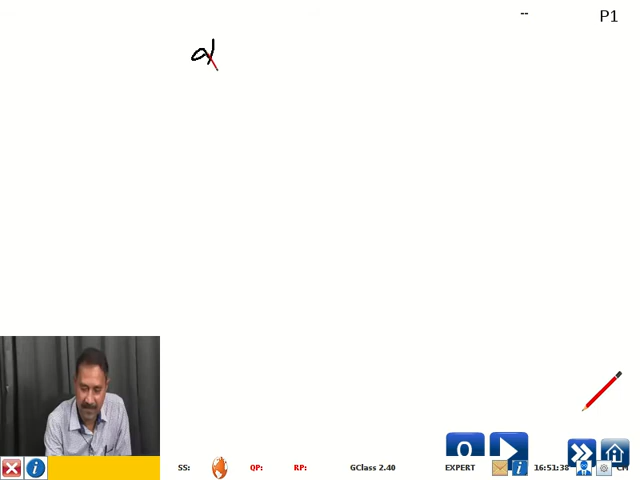 --
P1
SS:
QP:
RP:
GClass 2.40
EXPERT
16:51:38